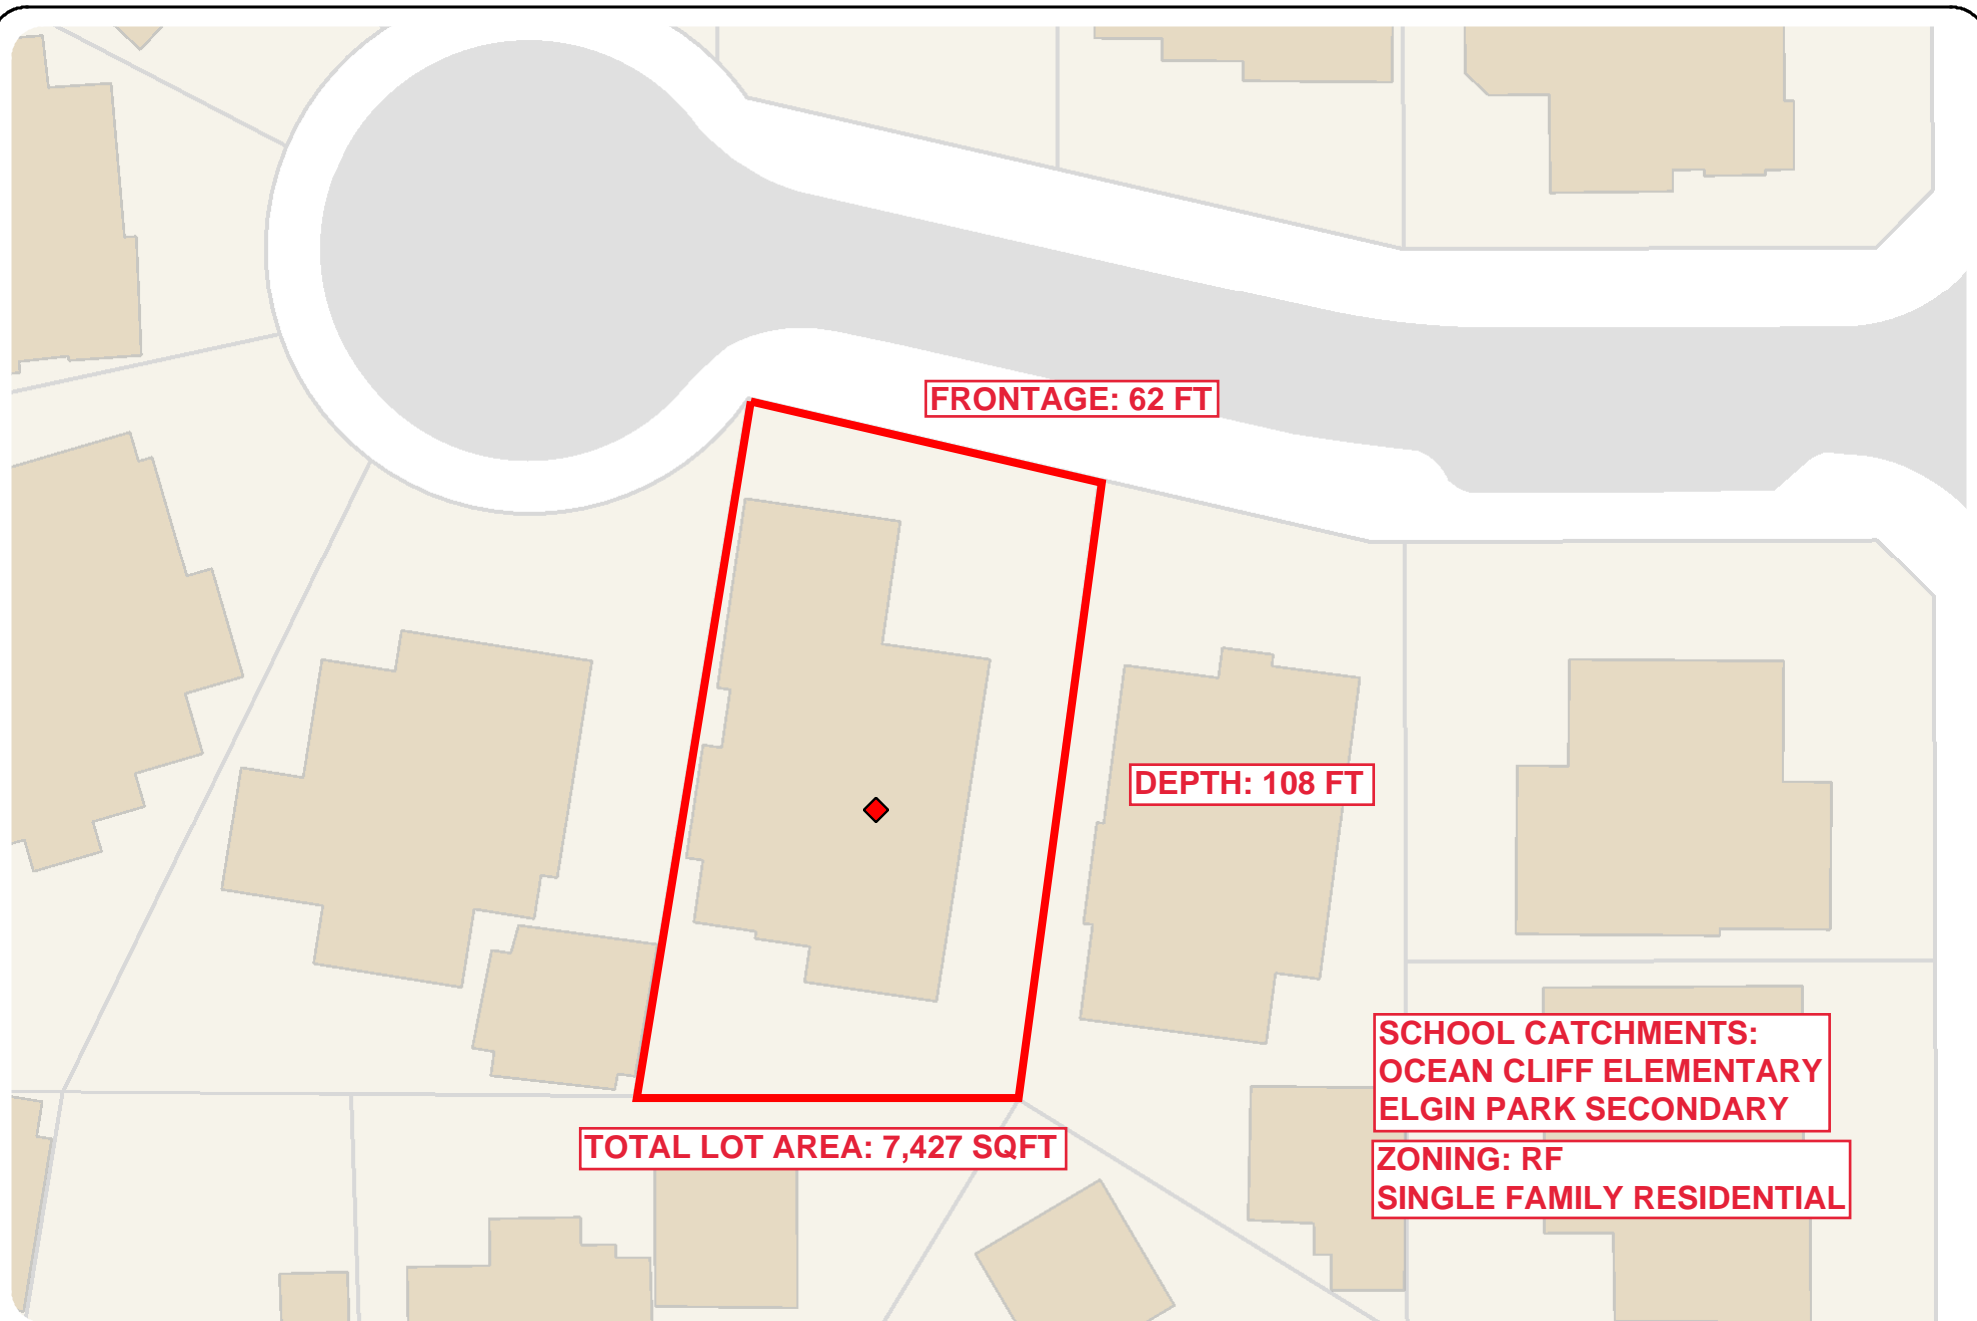 FRONTAGE: 62 FT
DEPTH: 108 FT
SCHOOL CATCHMENTS:
OCEAN CLIFF ELEMENTARY
ELGIN PARK SECONDARY
TOTAL LOT AREA: 7,427 SQFT
ZONING: RF
SINGLE FAMILY RESIDENTIAL